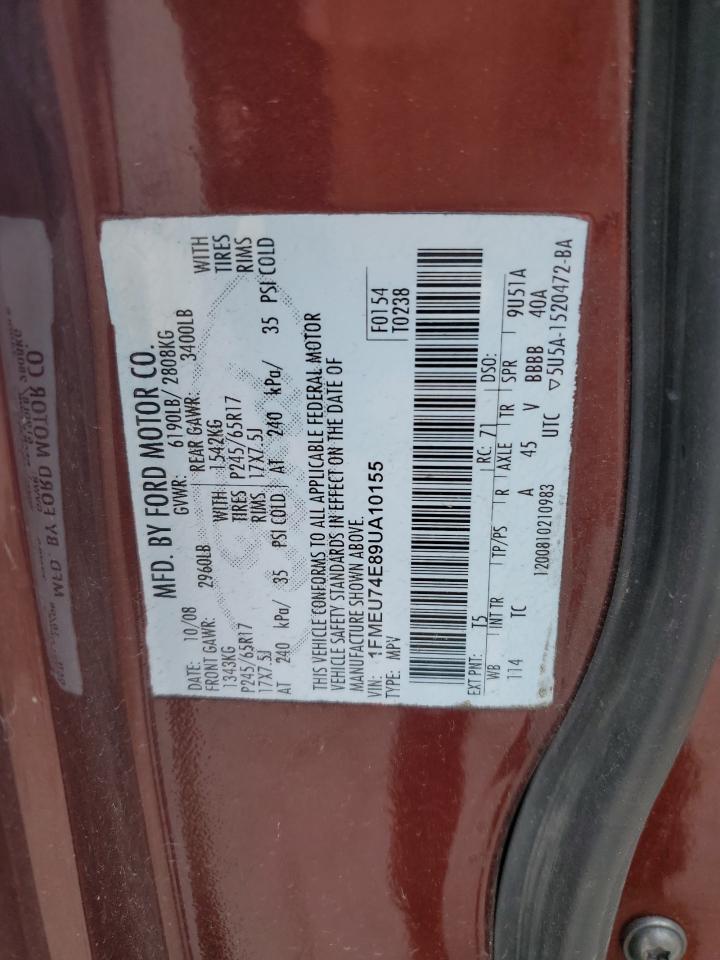 MFD. BY FORD MOTOR CO.
DATE: 10/08 GVWR: 6190LB/2808KG
FRONT GAWR: 2960LB REAR GAWR: 3400LB
1343KG WITH 1542KG WITH
P245/65R17 TIRES P245/65R17 TIRES
17X7.5J RIMS 17X7.5J RIMS
AT 240 kPa/ 35 PSI COLD AT 240 kPa/ 35 PSI COLD
THIS VEHICLE CONFORMS TO ALL APPLICABLE FEDERAL MOTOR
VEHICLE SAFETY STANDARDS IN EFFECT ON THE DATE OF
MANUFACTURE SHOWN ABOVE.
VIN: 1FMEU74E89UA10155
TYPE: MPV
F0154
T0238
EXT PNT: T5 RC: 71 DSO:
WB INT TR TP/PS R AXLE TR SPR 9U51A
114 TC A 45 V BBBB 40A
1200810210983 UTC ▽5U5A-1520472-BA
MFD. BY FORD MOTOR CO.